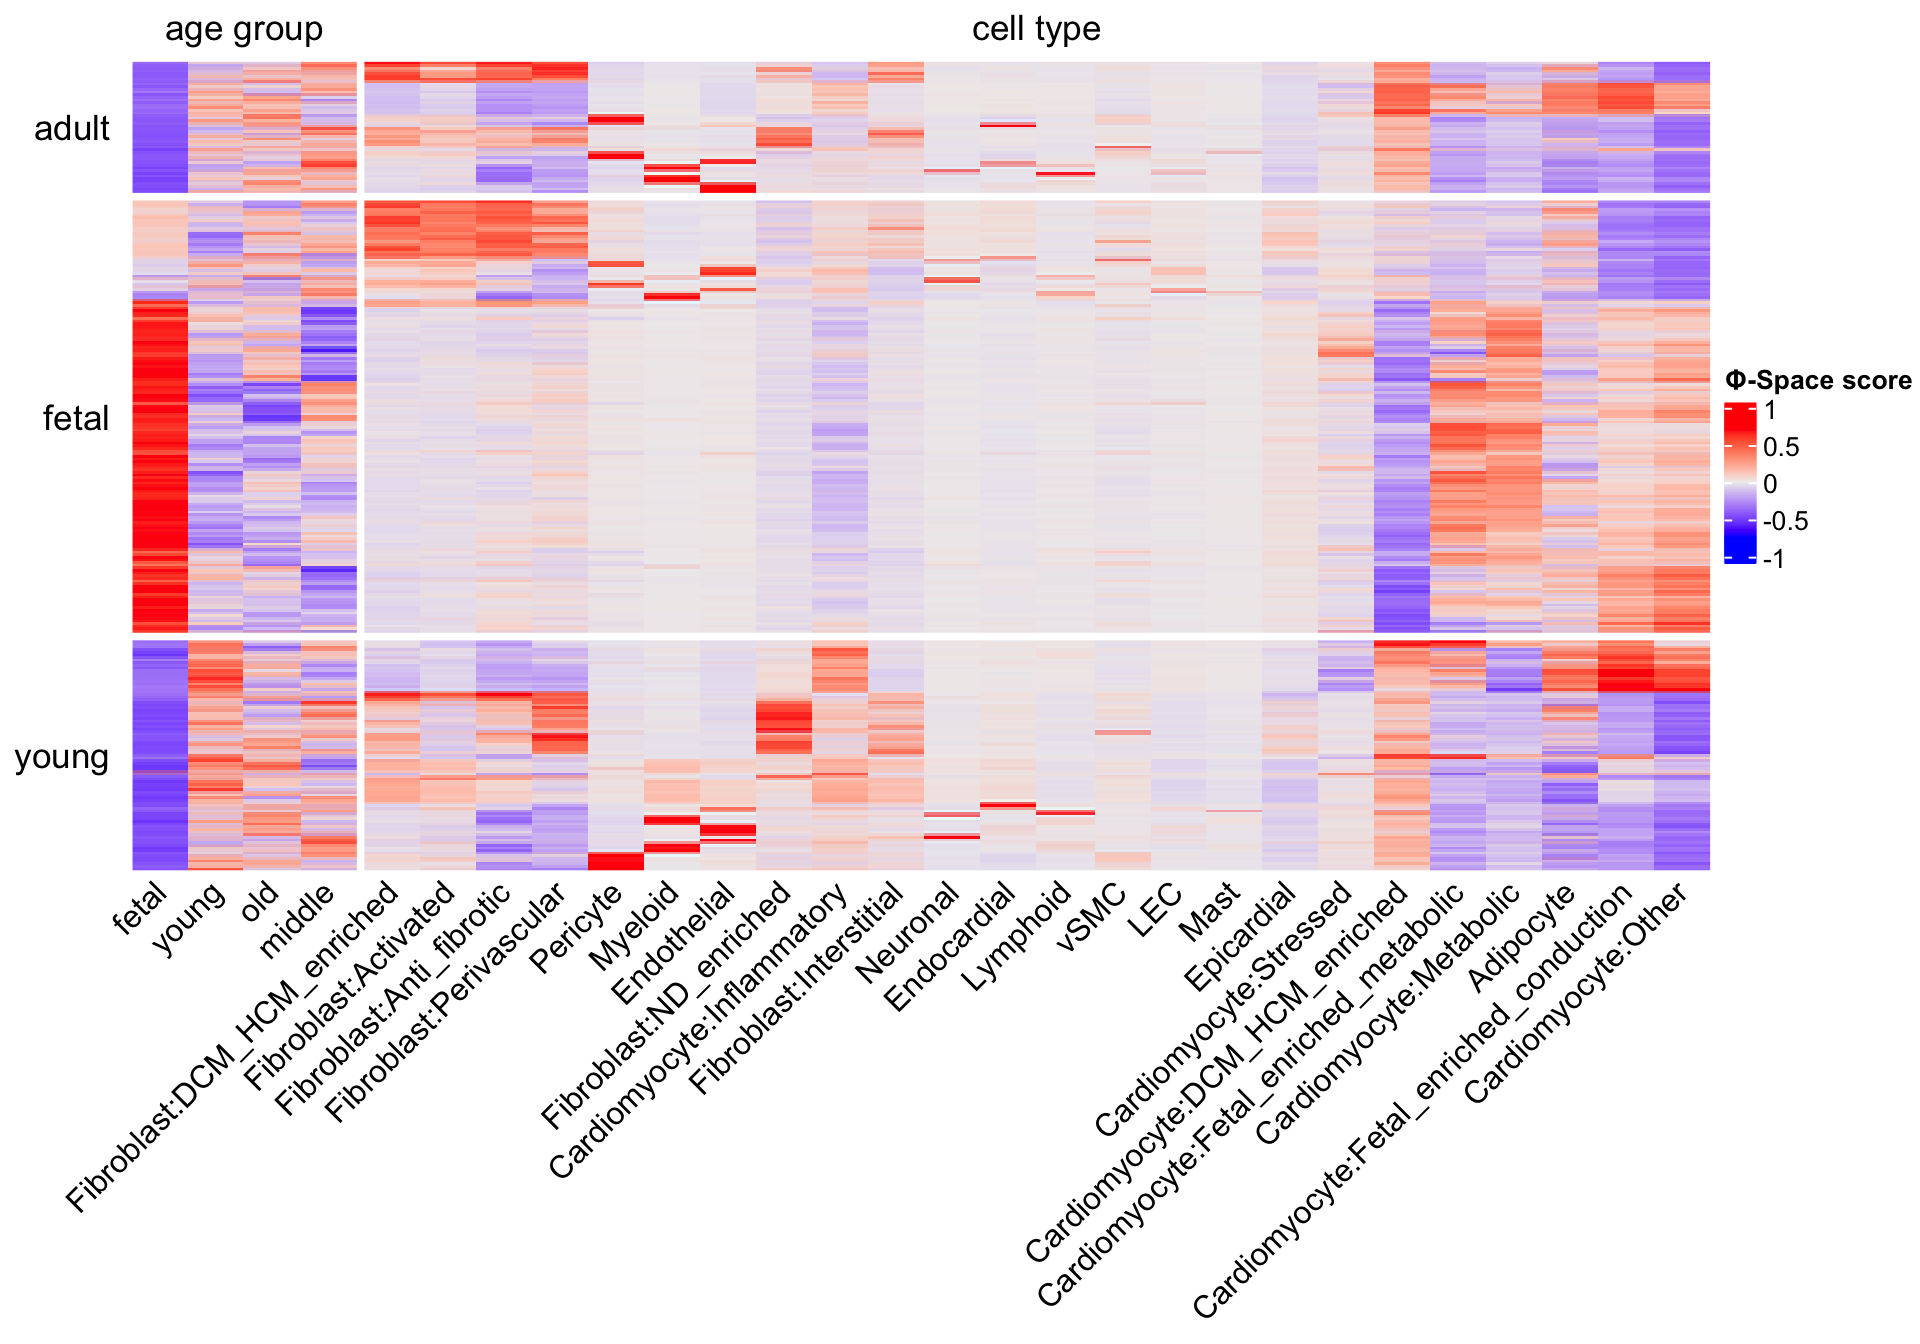 age group
cell type
adult
fetal
young
Φ-Space score
1
0.5
0
-0.5
-1
fetal
young
old
middle
Fibroblast:DCM_HCM_enriched
Fibroblast:Activated
Fibroblast:Anti_fibrotic
Fibroblast:Perivascular
Pericyte
Myeloid
Endothelial
Fibroblast:ND_enriched
Cardiomyocyte:Inflammatory
Fibroblast:Interstitial
Neuronal
Endocardial
Lymphoid
vSMC
LEC
Mast
Epicardial
Cardiomyocyte:Stressed
Cardiomyocyte:DCM_HCM_enriched
Cardiomyocyte:Fetal_enriched_metabolic
Cardiomyocyte:Metabolic
Adipocyte
Cardiomyocyte:Fetal_enriched_conduction
Cardiomyocyte:Other